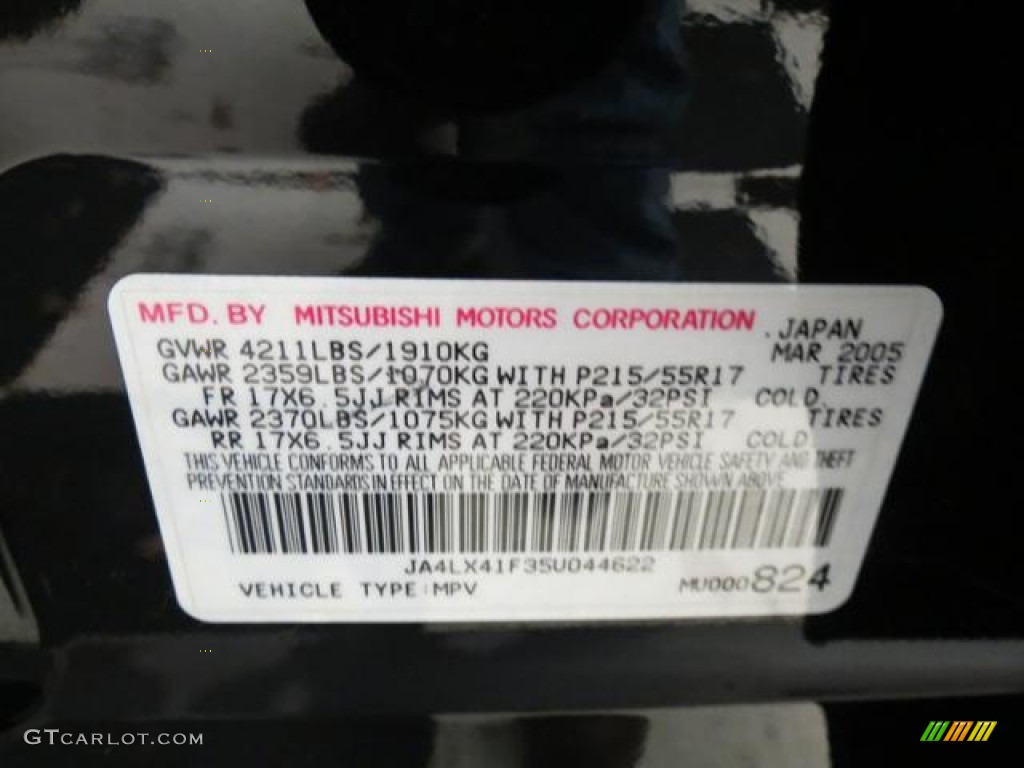 MFD. BY MITSUBISHI MOTORS CORPORATION
. JAPAN
GVWR 4211LBS/1910KG MAR 2005
GAWR 2359LBS/1070KG WITH P215/55R17 TIRES
FR 17X6.5JJ RIMS AT 220KPa/32PSI COLD.
GAWR 2370LBS/1075KG WITH P215/55R17 TIRES
RR 17X6.5JJ RIMS AT 220KPa/32PSI COLD
THIS VEHICLE CONFORMS TO ALL APPLICABLE FEDERAL MOTOR VEHICLE SAFETY AND THEFT
PREVENTION STANDARDS IN EFFECT ON THE DATE OF MANUFACTURE SHOWN ABOVE
JA4LX41F35U044622
VEHICLE TYPE:MPV MU000824
GTCARLOT.COM